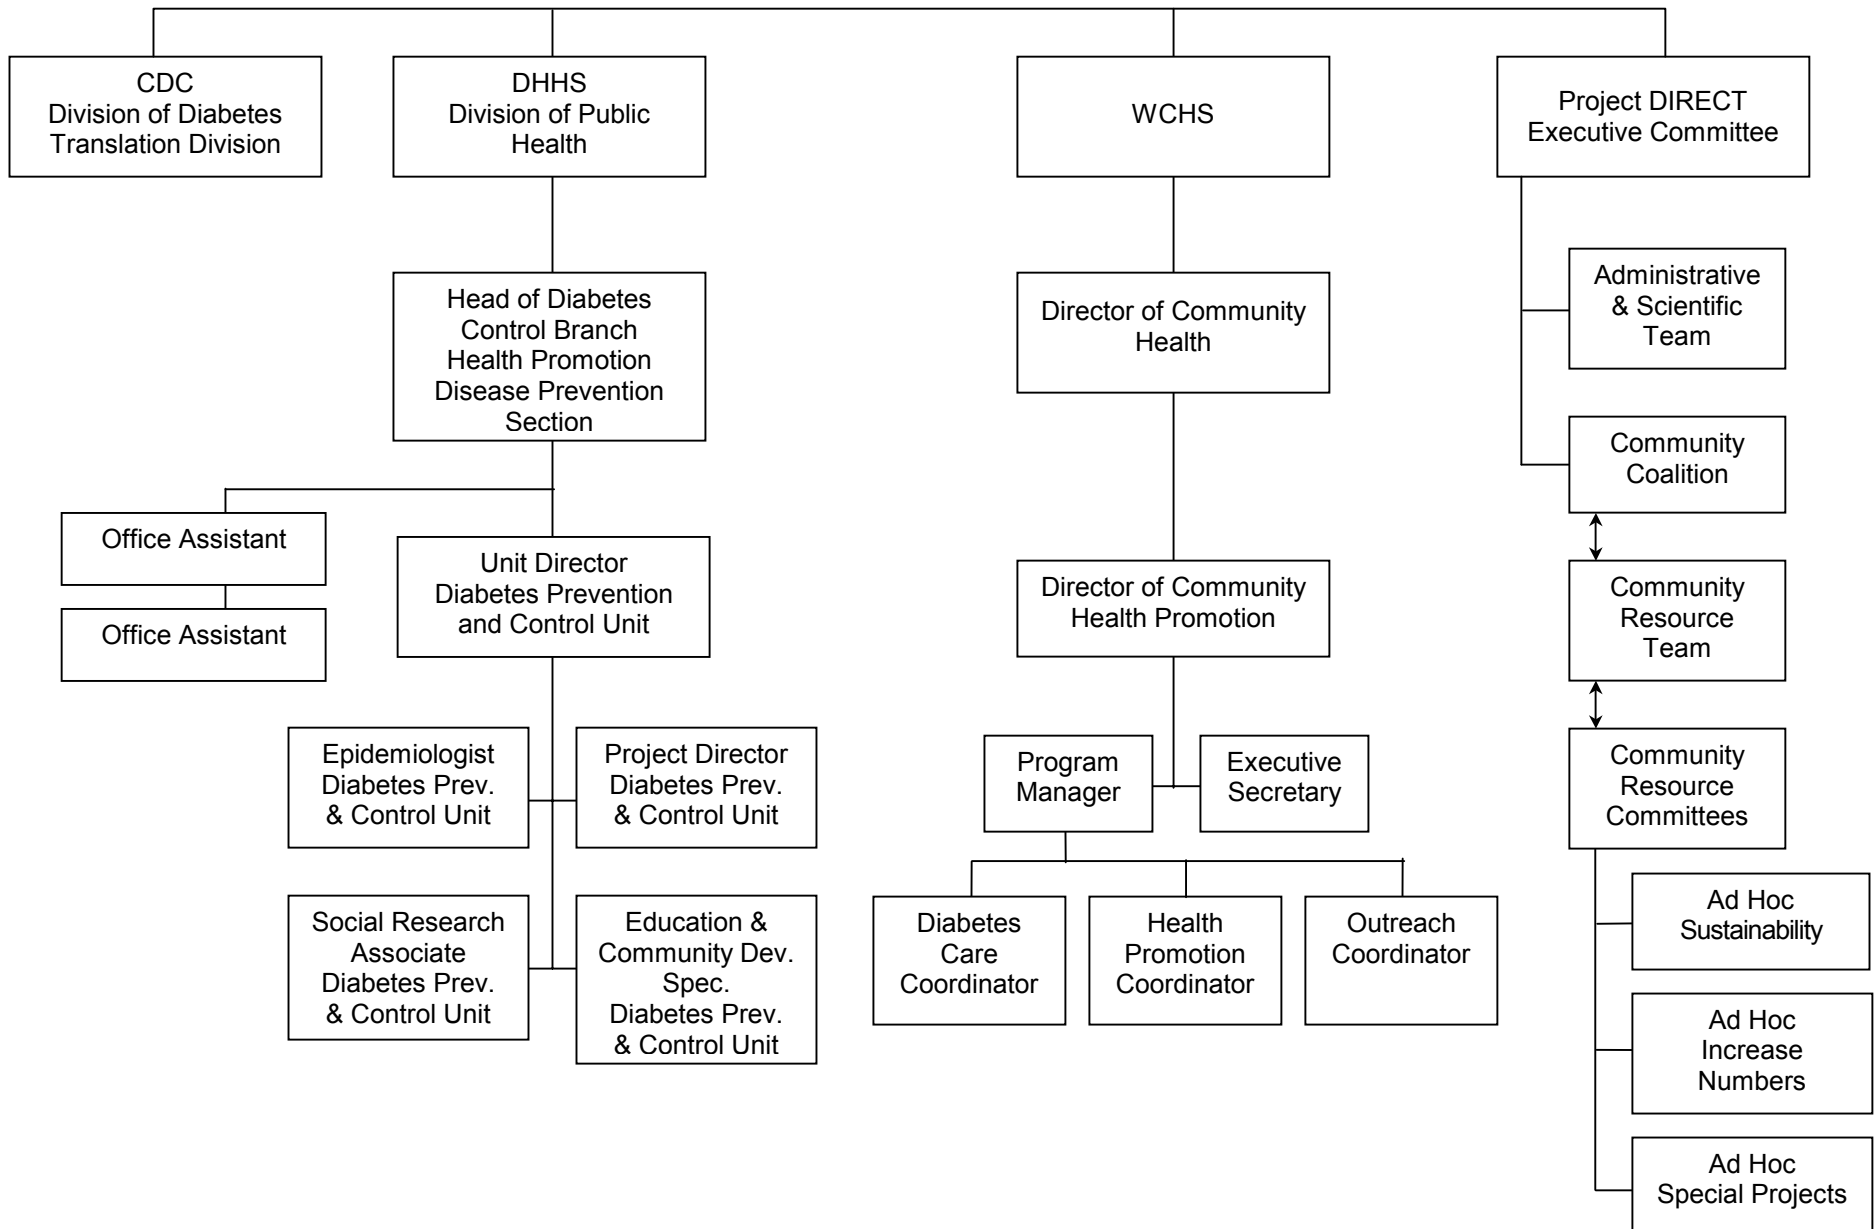 CDC
Division of Diabetes
Translation Division
DHHS
Division of Public
Health
WCHS
Project DIRECT
Executive Committee
Head of Diabetes
Control Branch
Health Promotion
Disease Prevention
Section
Director of Community
Health
Administrative
& Scientific
Team
Community
Coalition
Office Assistant
Office Assistant
Unit Director
Diabetes Prevention
and Control Unit
Director of Community
Health Promotion
Community
Resource
Team
Epidemiologist
Diabetes Prev.
& Control Unit
Project Director
Diabetes Prev.
& Control Unit
Program
Manager
Executive
Secretary
Community
Resource
Committees
Social Research
Associate
Diabetes Prev.
& Control Unit
Education &
Community Dev.
Spec.
Diabetes Prev.
& Control Unit
Diabetes
Care
Coordinator
Health
Promotion
Coordinator
Outreach
Coordinator
Ad Hoc
Sustainability
Ad Hoc
Increase
Numbers
Ad Hoc
Special Projects